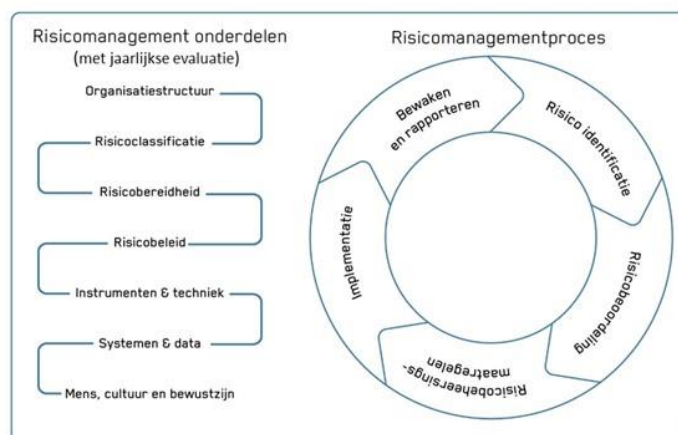 Risicomanagement onderdelen
(met jaarlijkse evaluatie)
Organisatiestructuur
Risicoclassificatie
Risicobereidheid
Risicobeleid
Instrumenten & techniek
Systemen & data
Mens, cultuur en bewustzijn
Risicomanagementproces
Bewaken
en rapporteren
Risico identificatie
Risicobeoordeling
Risicobeheersings-
maatregelen
Implementatie